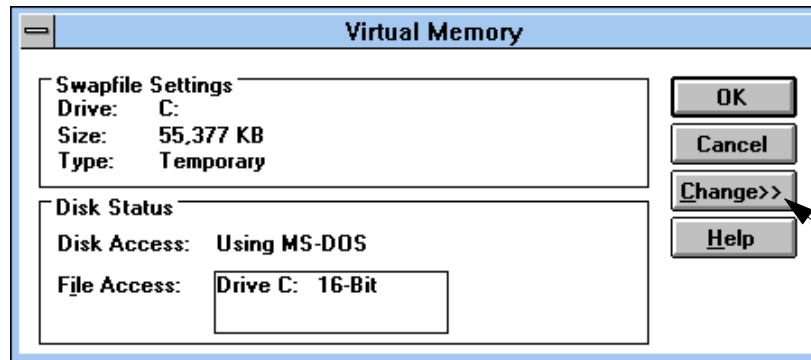 Virtual Memory
Swapfile Settings
Drive: C:
Size: 55,377 KB
Type: Temporary
Disk Status
Disk Access: Using MS-DOS
File Access: Drive C: 16-Bit
OK
Cancel
Change>>
Help